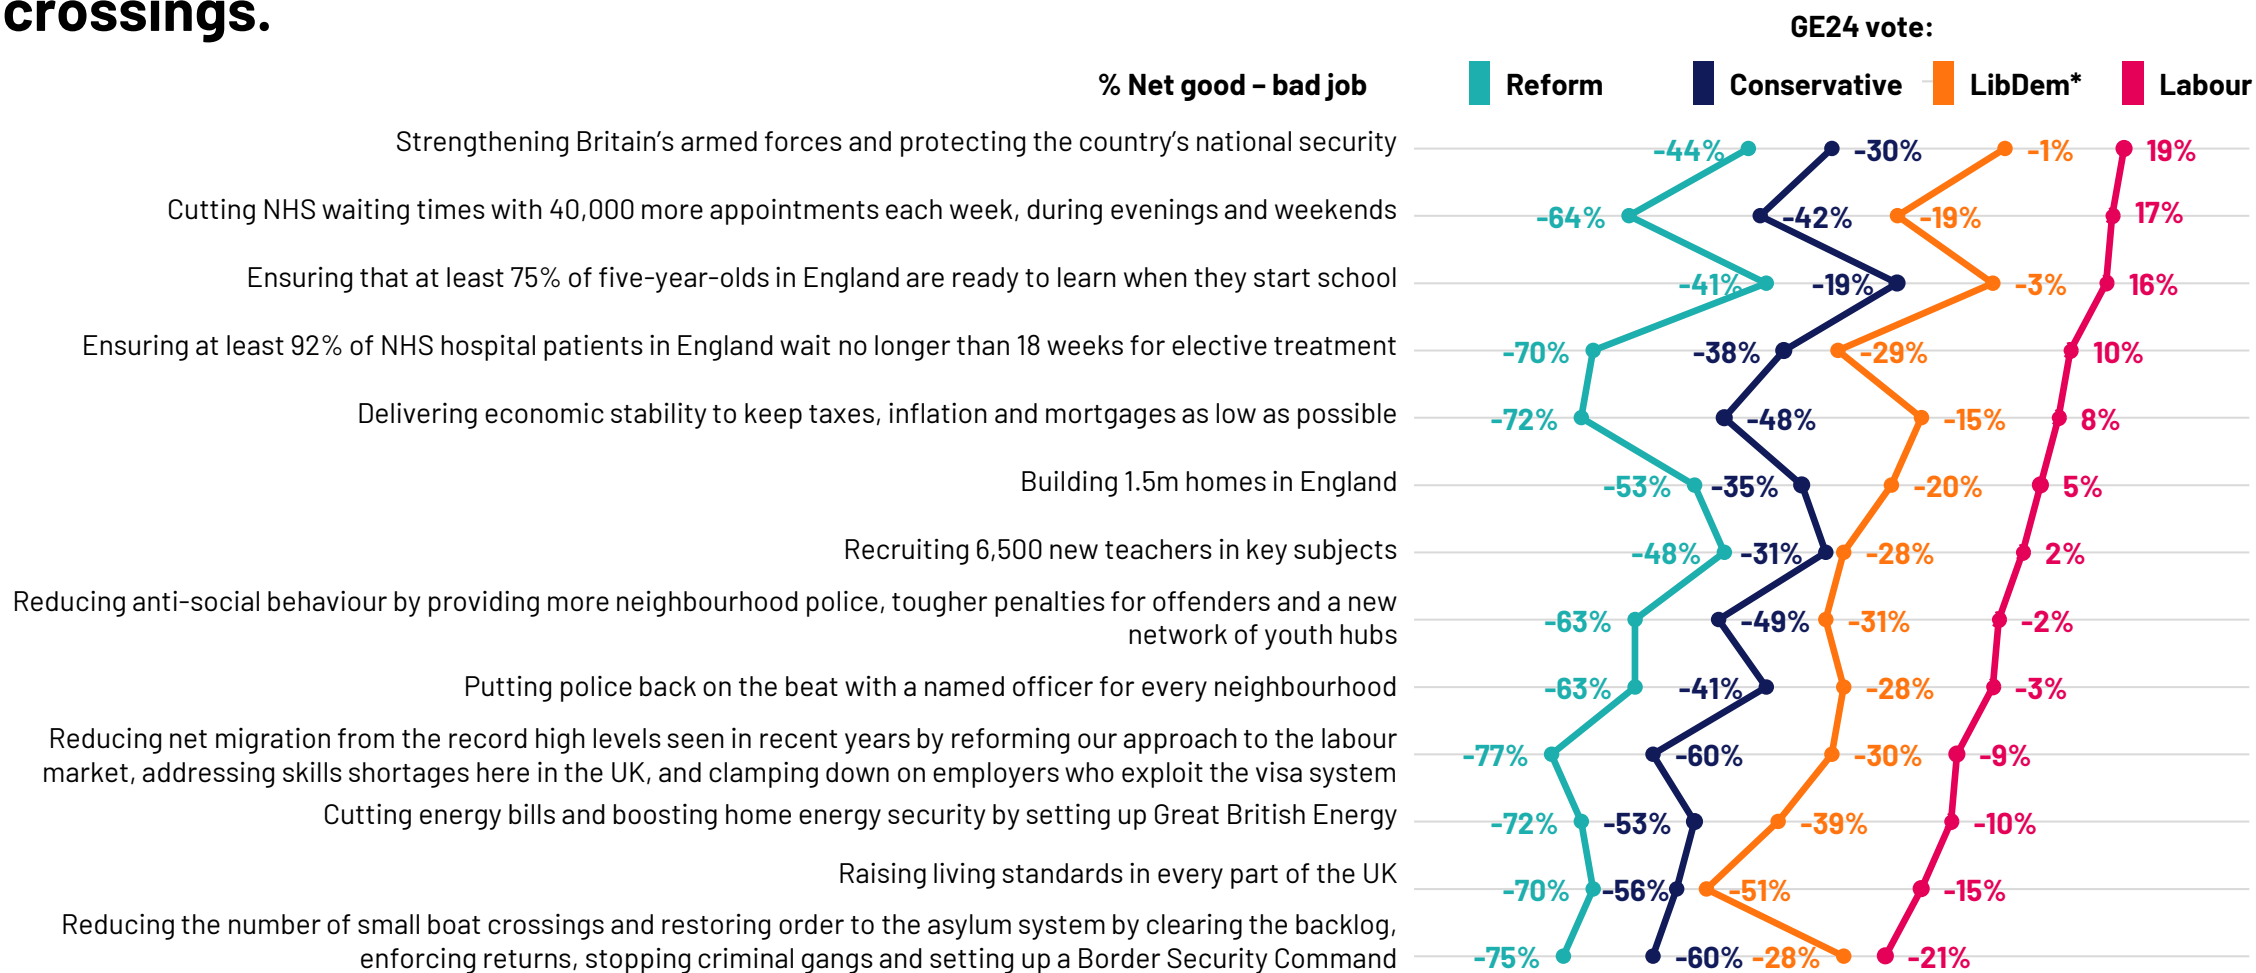 crossings.
GE24 vote:
% Net good – bad job Reform Conservative LibDem* Labour
Strengthening Britain’s armed forces and protecting the country’s national security -44% -30% -1% 19%
Cutting NHS waiting times with 40,000 more appointments each week, during evenings and weekends -64% -42% -19% 17%
Ensuring that at least 75% of five-year-olds in England are ready to learn when they start school -41% -19% -3% 16%
Ensuring at least 92% of NHS hospital patients in England wait no longer than 18 weeks for elective treatment -70% -38% -29% 10%
Delivering economic stability to keep taxes, inflation and mortgages as low as possible -72% -48% -15% 8%
Building 1.5m homes in England -53% -35% -20% 5%
Recruiting 6,500 new teachers in key subjects -48% -31% -28% 2%
Reducing anti-social behaviour by providing more neighbourhood police, tougher penalties for offenders and a new
network of youth hubs -63% -49% -31% -2%
Putting police back on the beat with a named officer for every neighbourhood -63% -41% -28% -3%
Reducing net migration from the record high levels seen in recent years by reforming our approach to the labour
market, addressing skills shortages here in the UK, and clamping down on employers who exploit the visa system -77% -60% -30% -9%
Cutting energy bills and boosting home energy security by setting up Great British Energy -72% -53% -39% -10%
Raising living standards in every part of the UK -70% -56% -51% -15%
Reducing the number of small boat crossings and restoring order to the asylum system by clearing the backlog,
enforcing returns, stopping criminal gangs and setting up a Border Security Command -75% -60% -28% -21%